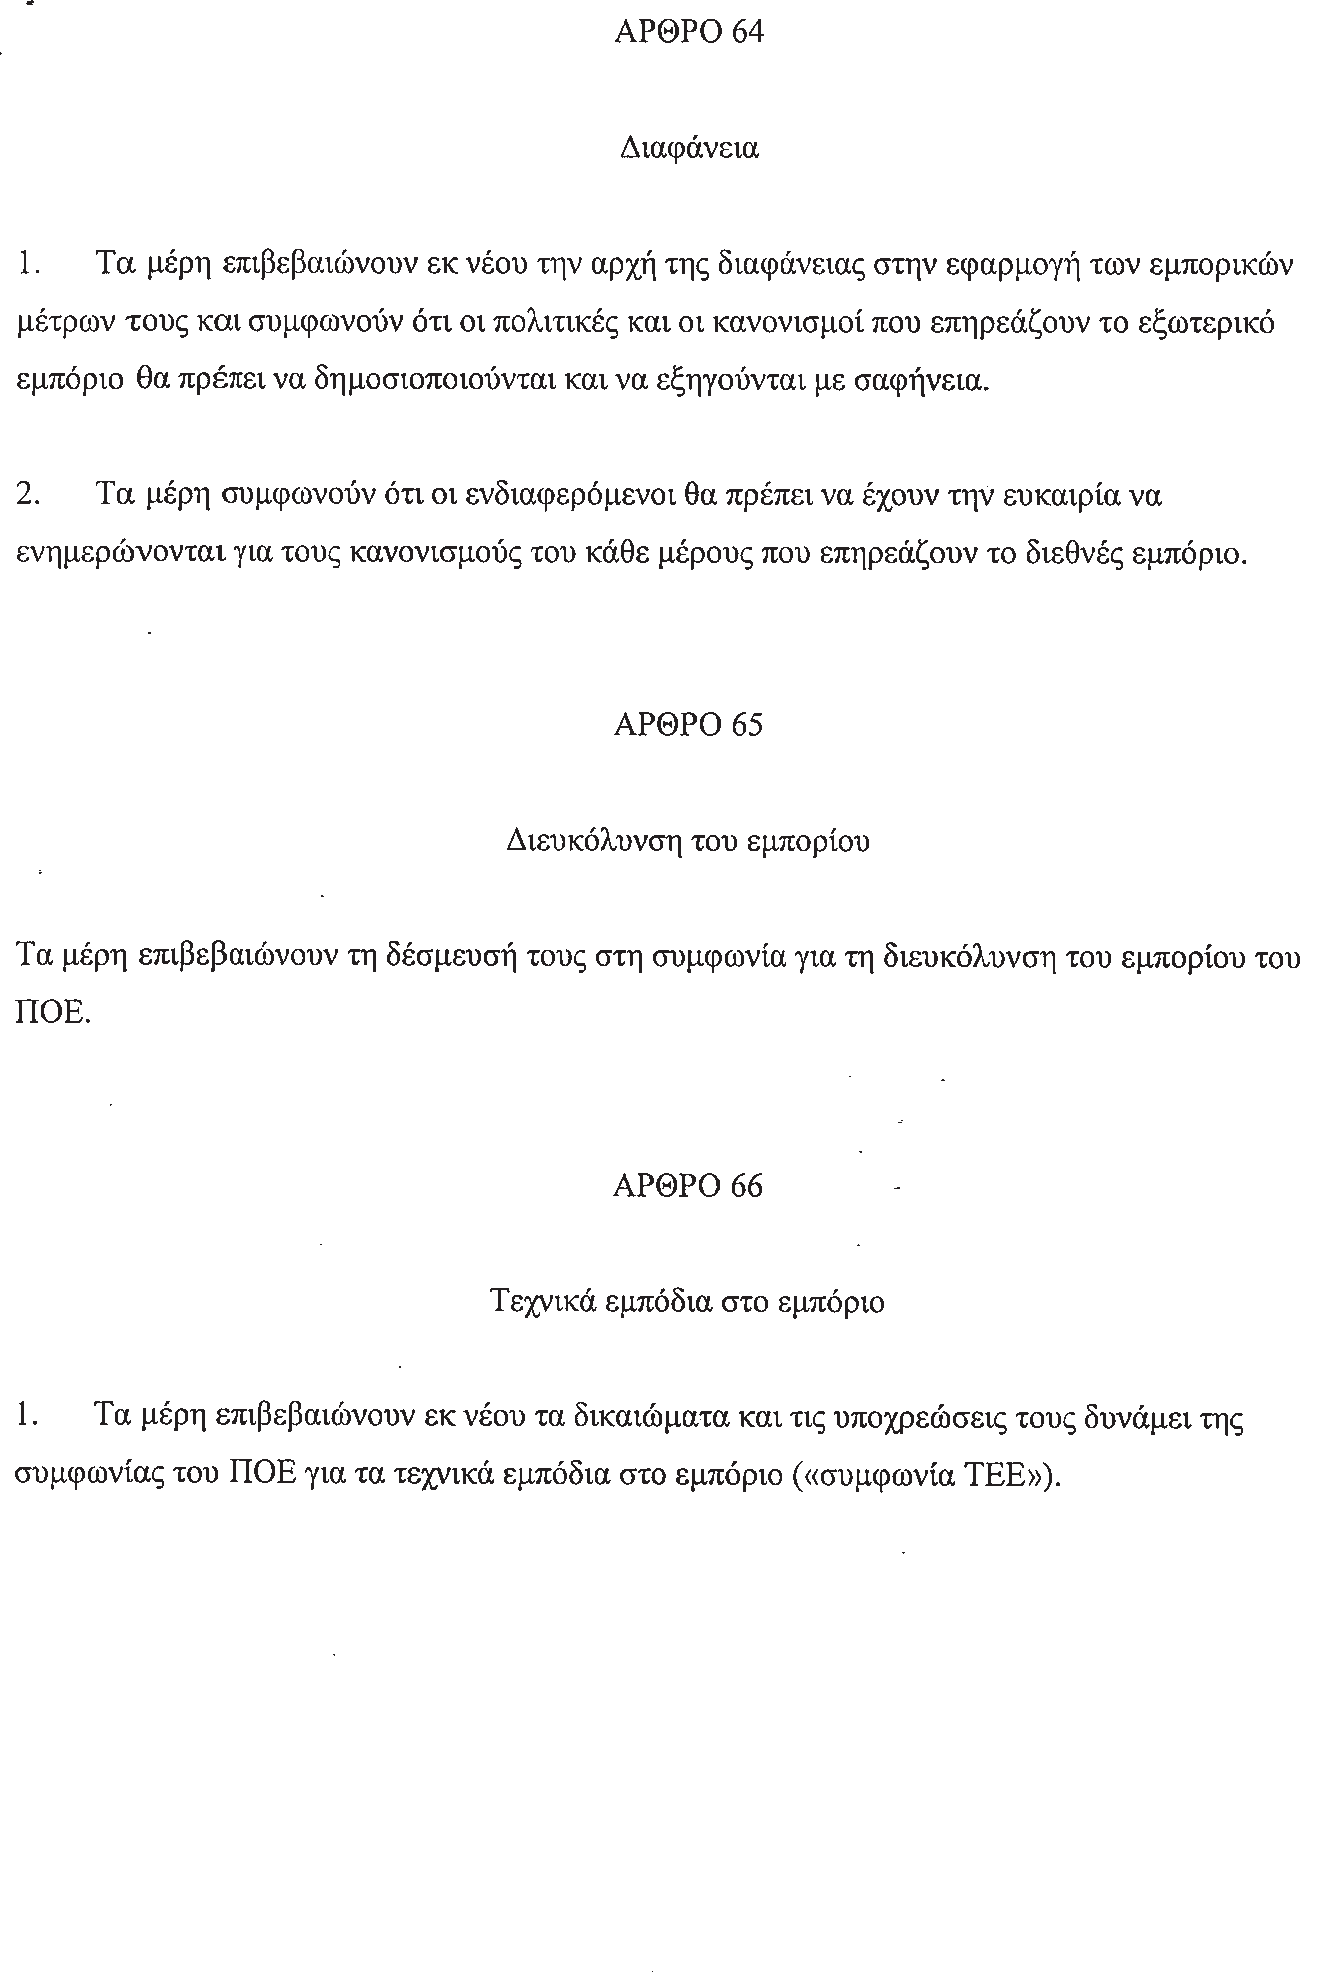 ΑΡΘΡΟ 64
Διαφάνεια
1. Τα μέρη επιβεβαιώνουν εκ νέου την αρχή της διαφάνειας στην εφαρμογή των εμπορικών
μέτρων τους και συμφωνούν ότι οι πολιτικές και οι κανονισμοί που επηρεάζουν το εξωτερικό
εμπόριο θα πρέπει να δημοσιοποιούνται και να εξηγούνται με σαφήνεια.
2. Τα μέρη συμφωνούν ότι οι ενδιαφερόμενοι θα πρέπει να έχουν την ευκαιρία να
ενημερώνονται για τους κανονισμούς του κάθε μέρους που επηρεάζουν το διεθνές εμπόριο.
ΑΡΘΡΟ 65
Διευκόλυνση του εμπορίου
Τα μέρη επιβεβαιώνουν τη δέσμευσή τους στη συμφωνία για τη διευκόλυνση του εμπορίου του
ΠΟΕ.
ΑΡΘΡΟ 66
Τεχνικά εμπόδια στο εμπόριο
1. Τα μέρη επιβεβαιώνουν εκ νέου τα δικαιώματα και τις υποχρεώσεις τους δυνάμει της
συμφωνίας του ΠΟΕ για τα τεχνικά εμπόδια στο εμπόριο («συμφωνία ΤΕΕ»).